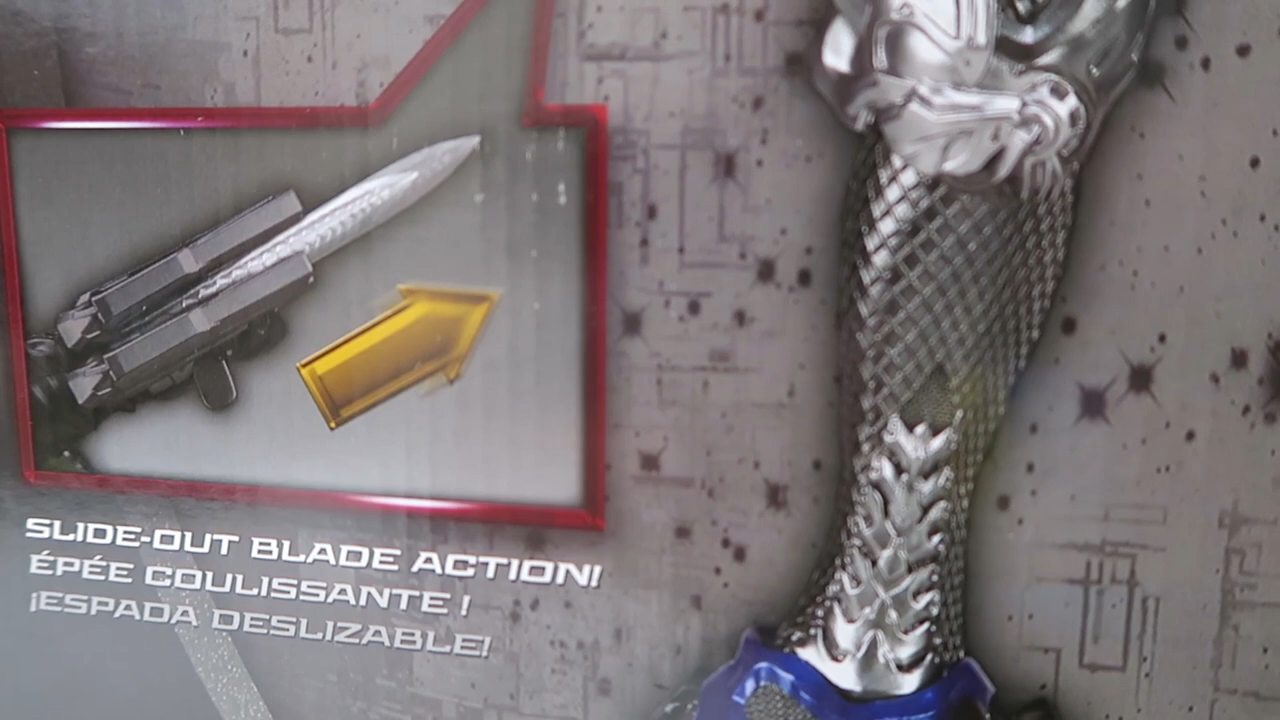 SLIDE-OUT BLADE ACTION!
ÉPÉE COULISSANTE !
¡ESPADA DESLIZABLE!